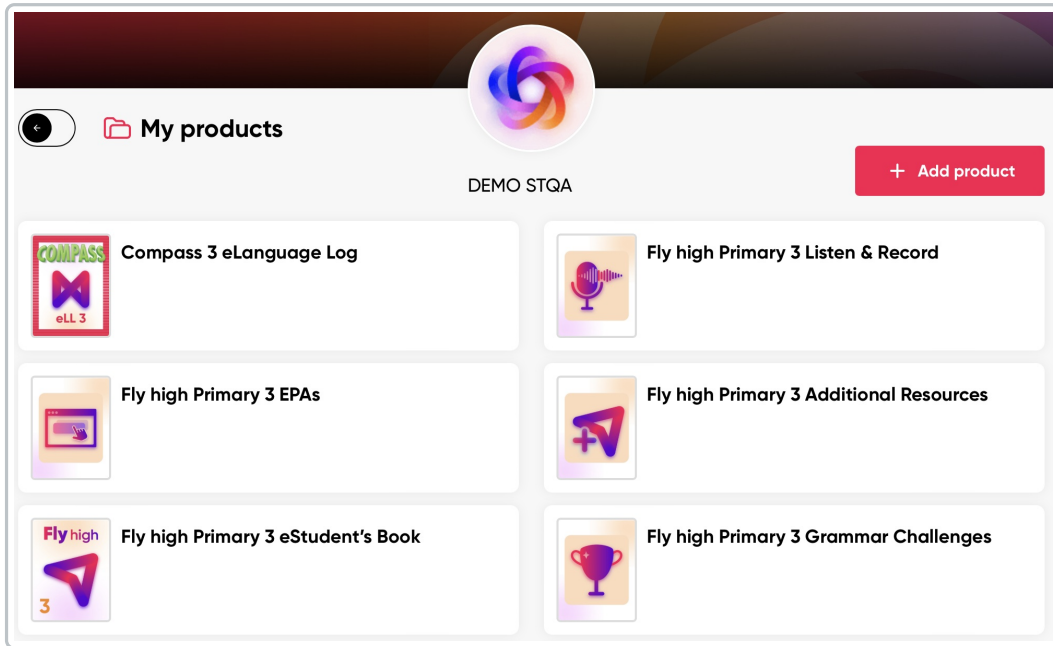 My products
DEMO STQA
+ Add product
COMPASS
eLL 3
Compass 3 eLanguage Log
Fly high Primary 3 Listen & Record
Fly high Primary 3 EPAs
Fly high Primary 3 Additional Resources
Fly high
3
Fly high Primary 3 eStudent’s Book
Fly high Primary 3 Grammar Challenges